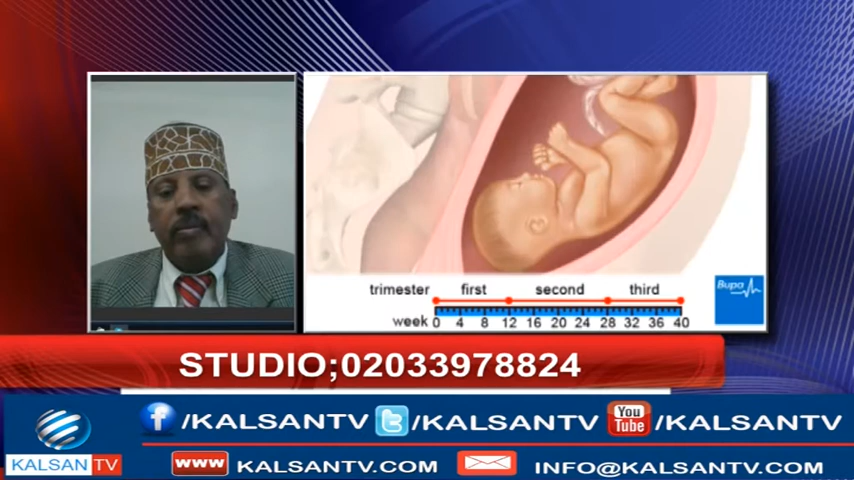 trimester first second third
week 0 4 8 12 16 20 24 28 32 36 40
Bupa
STUDIO;02033978824
f /KALSANTV t /KALSANTV You Tube /KALSANTV
KALSAN TV
www KALSANTV.COM INFO@KALSANTV.COM